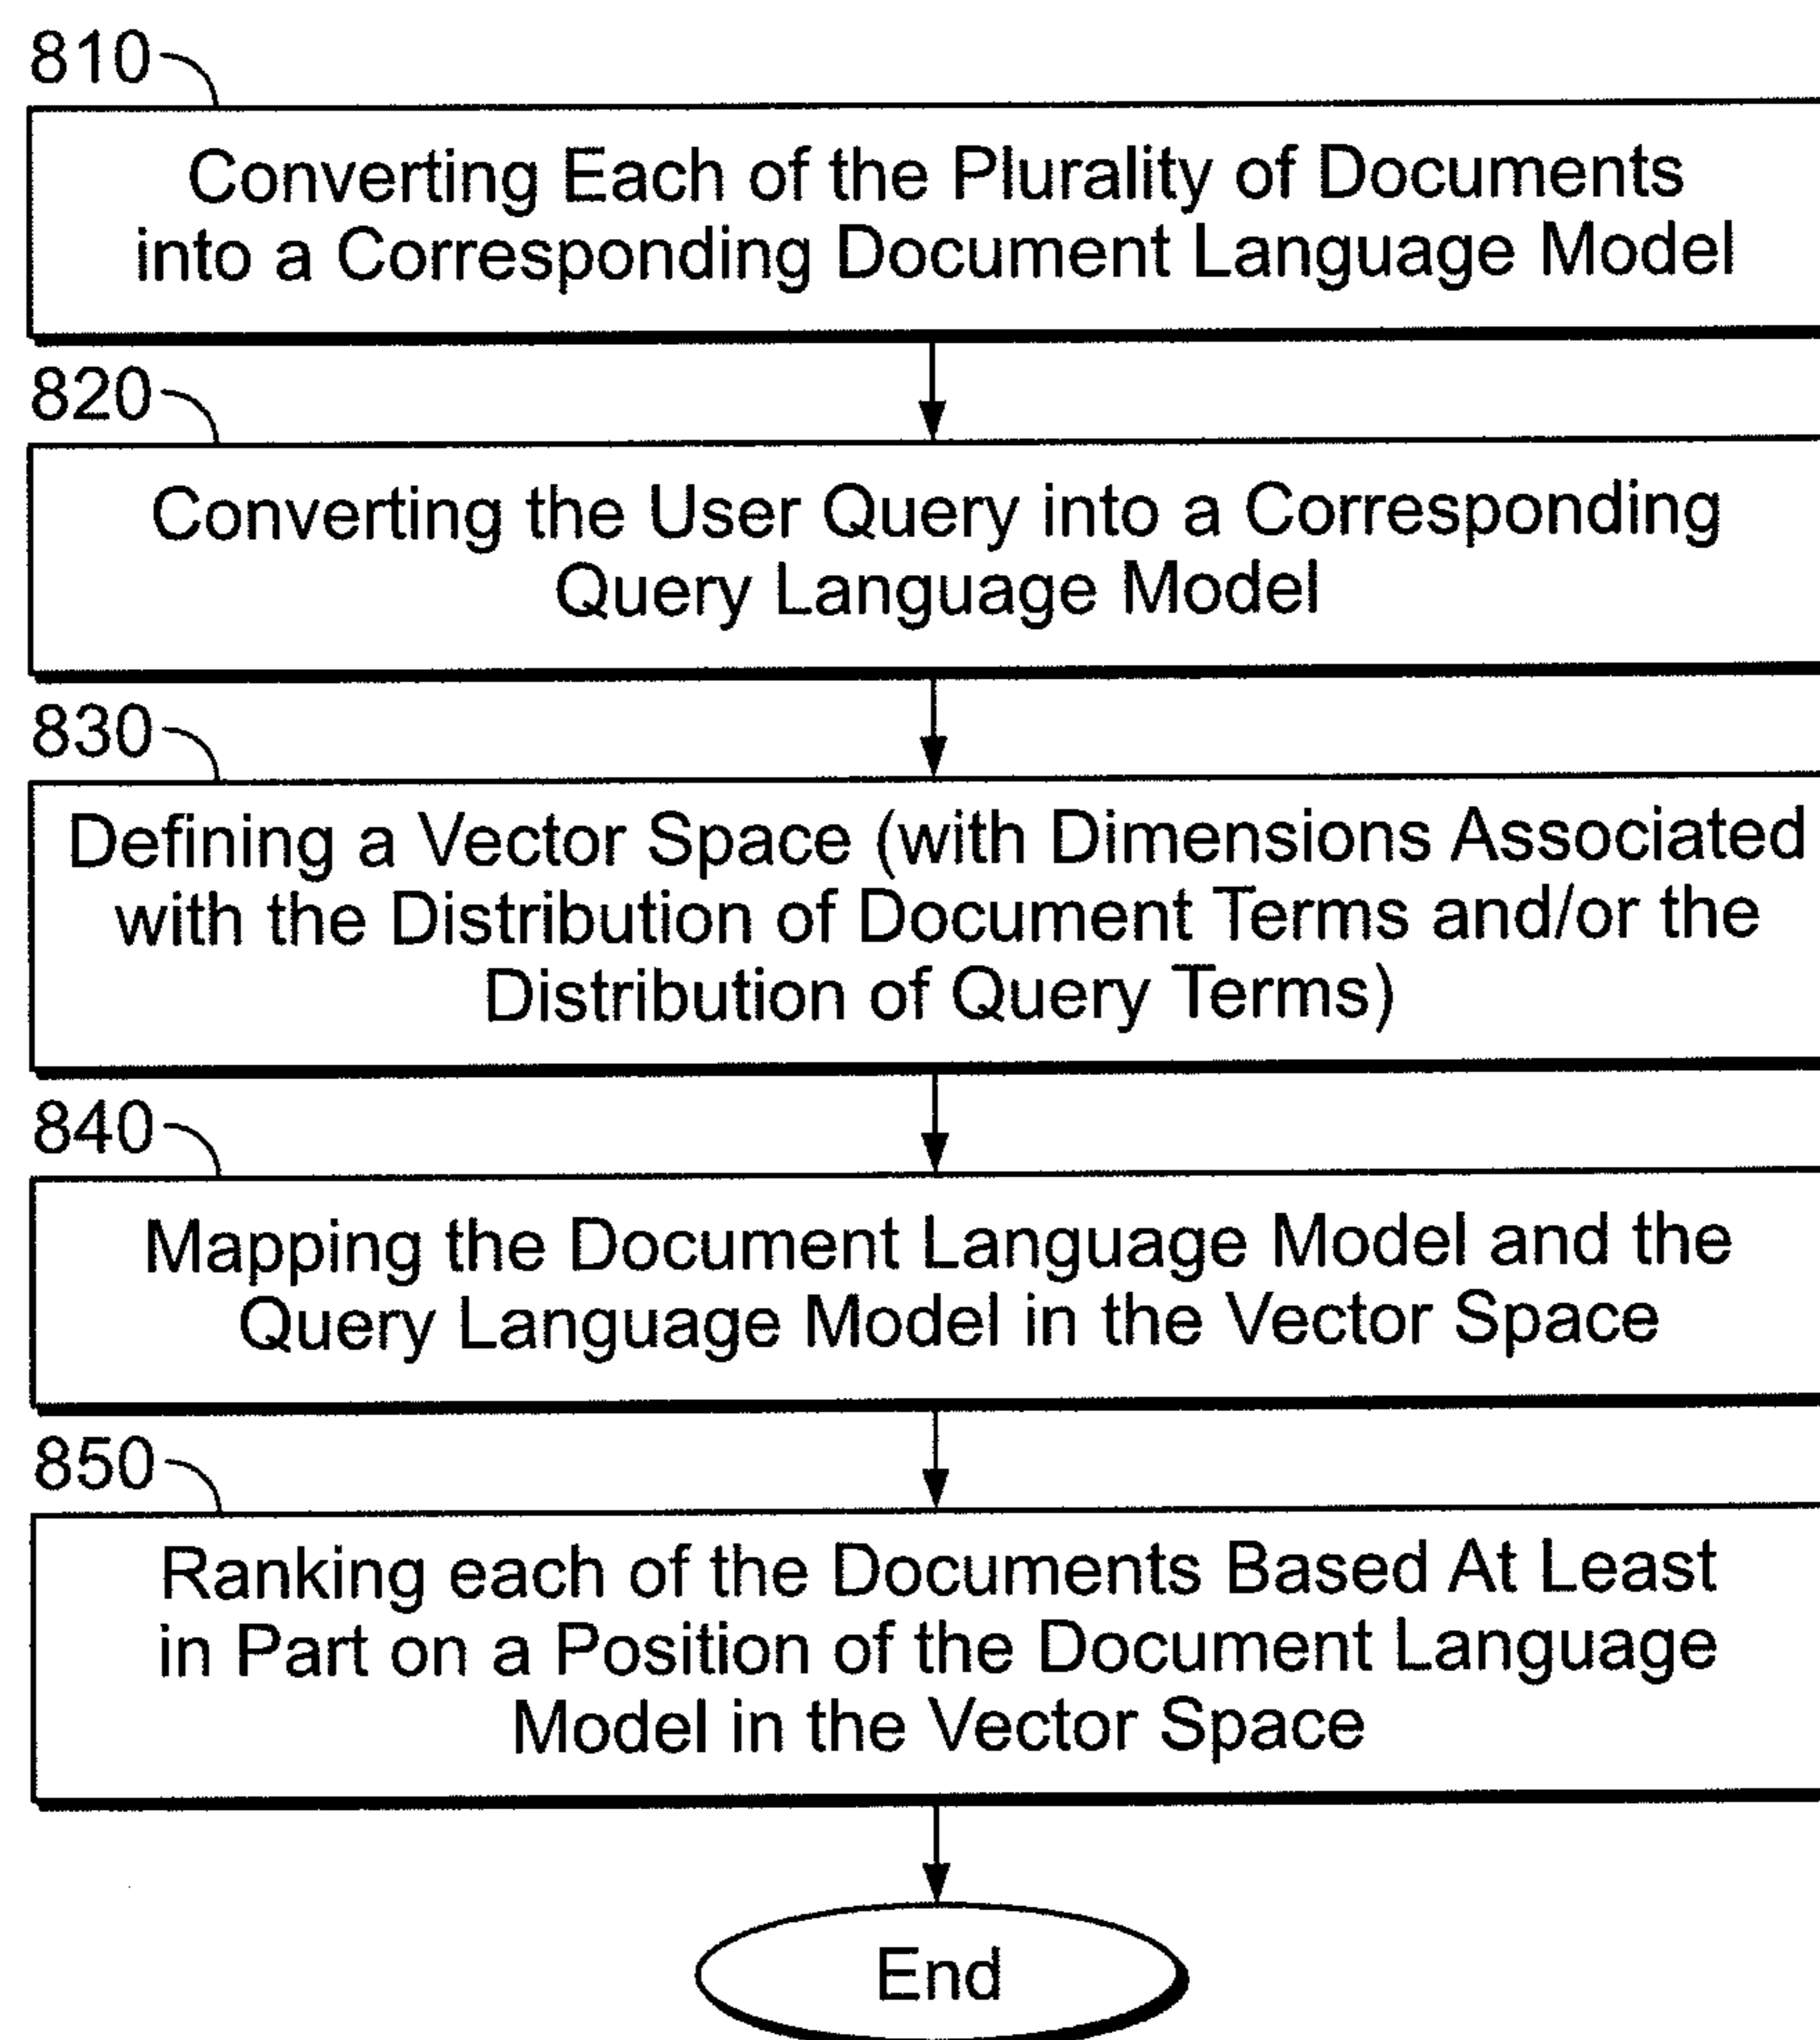 810
Converting Each of the Plurality of Documents
into a Corresponding Document Language Model
820
Converting the User Query into a Corresponding
Query Language Model
830
Defining a Vector Space (with Dimensions Associated
with the Distribution of Document Terms and/or the
Distribution of Query Terms)
840
Mapping the Document Language Model and the
Query Language Model in the Vector Space
850
Ranking each of the Documents Based At Least
in Part on a Position of the Document Language
Model in the Vector Space
End